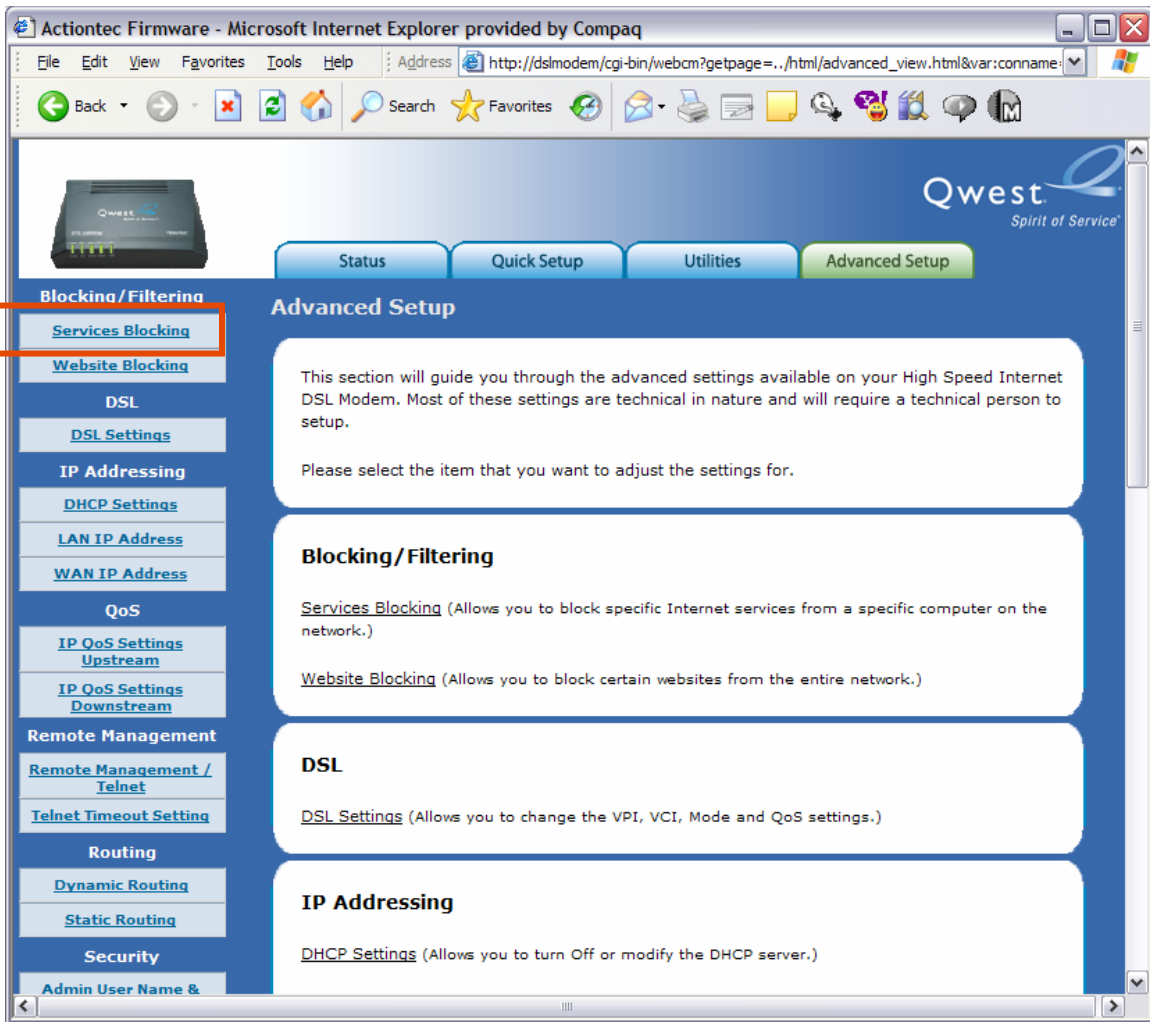 Actiontec Firmware - Microsoft Internet Explorer provided by Compaq
File Edit View Favorites Tools Help Address http://dslmodem/cgi-bin/webcm?getpage=../html/advanced_view.html&var:conname:
Back Search Favorites
Qwest
Spirit of Service
Qwest
Status Quick Setup Utilities Advanced Setup
Blocking/Filtering
Services Blocking
Website Blocking
DSL
DSL Settings
IP Addressing
DHCP Settings
LAN IP Address
WAN IP Address
QoS
IP QoS Settings
Upstream
IP QoS Settings
Downstream
Remote Management
Remote Management /
Telnet
Telnet Timeout Setting
Routing
Dynamic Routing
Static Routing
Security
Admin User Name &
Advanced Setup
This section will guide you through the advanced settings available on your High Speed Internet
DSL Modem. Most of these settings are technical in nature and will require a technical person to
setup.
Please select the item that you want to adjust the settings for.
Blocking/Filtering
Services Blocking (Allows you to block specific Internet services from a specific computer on the
network.)
Website Blocking (Allows you to block certain websites from the entire network.)
DSL
DSL Settings (Allows you to change the VPI, VCI, Mode and QoS settings.)
IP Addressing
DHCP Settings (Allows you to turn Off or modify the DHCP server.)